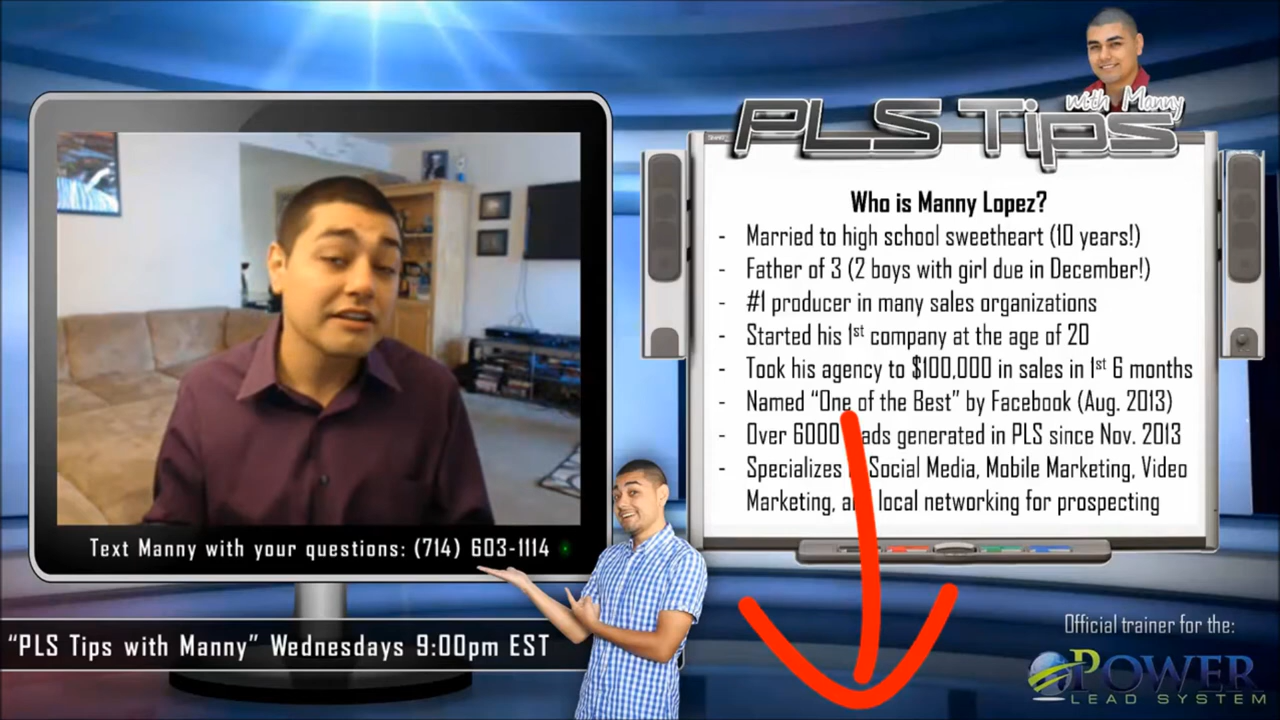 PLS Tips
with Manny
Who is Manny Lopez?
- Married to high school sweetheart (10 years!)
- Father of 3 (2 boys with girl due in December!)
- #1 producer in many sales organizations
- Started his 1st company at the age of 20
- Took his agency to $100,000 in sales in 1st 6 months
- Named “One of the Best” by Facebook (Aug. 2013)
- Over 6000 ads generated in PLS since Nov. 2013
- Specializes Social Media, Mobile Marketing, Video
Marketing, and local networking for prospecting
Text Manny with your questions: (714) 603-1114
“PLS Tips with Manny” Wednesdays 9:00pm EST
Official trainer for the:
POWER
LEAD SYSTEM